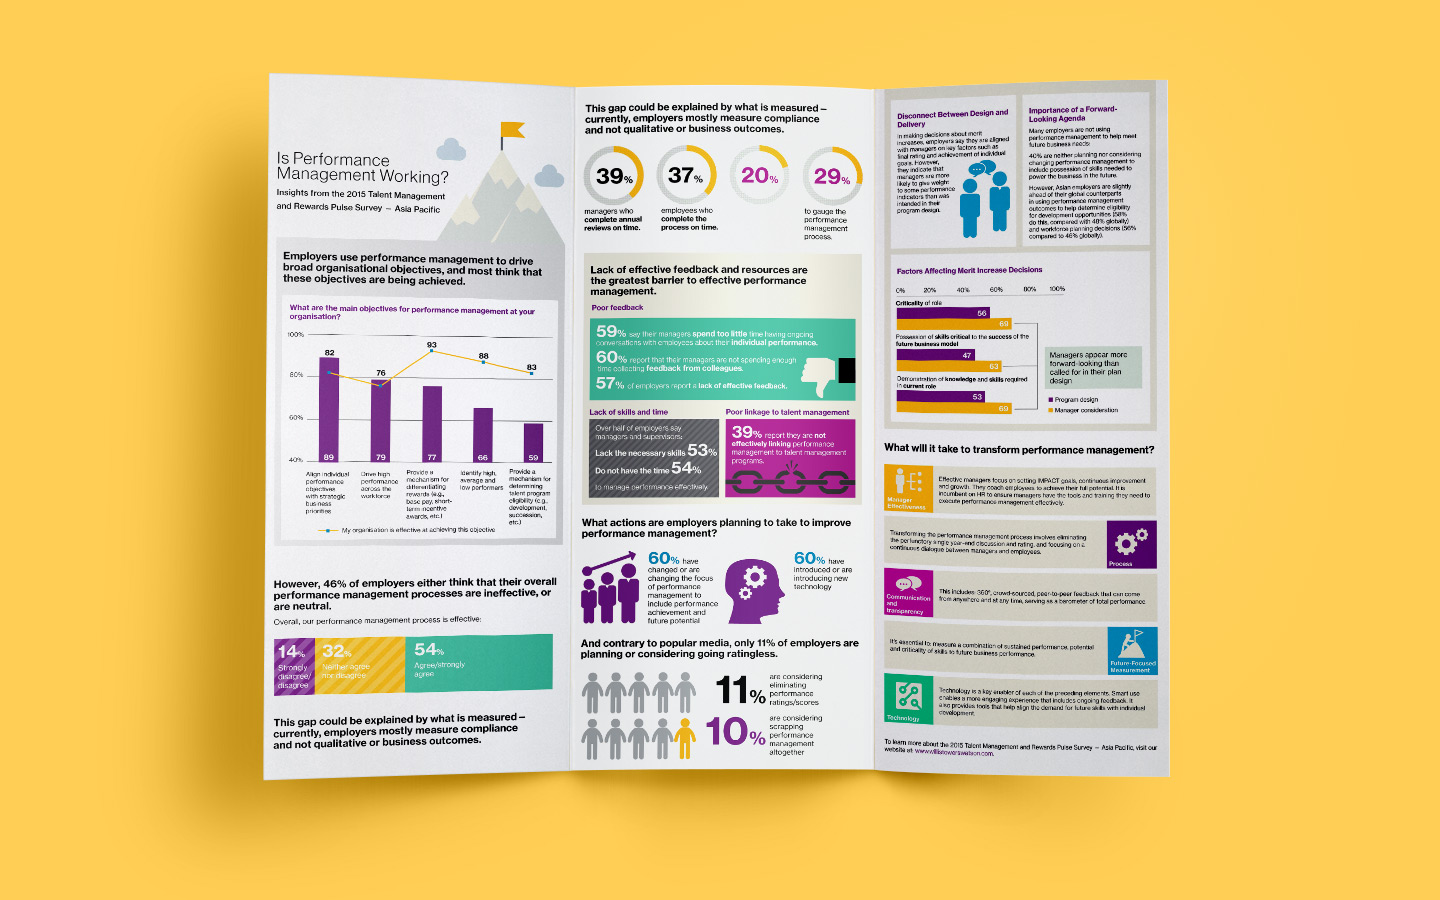 Is Performance
Management Working?
Insights from the 2015 Talent Management
and Rewards Pulse Survey – Asia Pacific
Employers use performance management to drive
broad organisational objectives, and most think that
these objectives are being achieved.
What are the main objectives for performance management at your
organisation?
100%
80%
60%
40%
82
76
93
88
83
89
79
77
66
59
Align individual
performance
objectives
with strategic
business
priorities
Drive high
performance
across the
workforce
Provide a
mechanism for
differentiating
rewards (e.g.,
base pay, short-
term incentive
awards, etc.)
Identify high,
average and
low performers
Provide a
mechanism for
determining
talent program
eligibility (e.g.,
development,
succession,
etc.)
My organisation is effective at achieving this objective
However, 46% of employers either think that their overall
performance management processes are ineffective, or
are neutral.
Overall, our performance management process is effective:
14%
Strongly
disagree/
disagree
32%
Neither agree
nor disagree
54%
Agree/strongly
agree
This gap could be explained by what is measured –
currently, employers mostly measure compliance
and not qualitative or business outcomes.
This gap could be explained by what is measured –
currently, employers mostly measure compliance
and not qualitative or business outcomes.
39%
managers who
complete annual
reviews on time.
37%
employees who
complete the
process on time.
20%
29%
to gauge the
performance
management
process.
Lack of effective feedback and resources are
the greatest barrier to effective performance
management.
Poor feedback
59% say their managers spend too little time having ongoing
conversations with employees about their individual performance.
60% report that their managers are not spending enough
time collecting feedback from colleagues.
57% of employers report a lack of effective feedback.
Lack of skills and time
Over half of employers say
managers and supervisors:
Lack the necessary skills 53%
Do not have the time 54%
to manage performance effectively.
Poor linkage to talent management
39% report they are not
effectively linking performance
management to talent management
programs.
What actions are employers planning to take to improve
performance management?
60% have
changed or are
changing the focus
of performance
management to
include performance
achievement and
future potential
60% have
introduced or are
introducing new
technology
And contrary to popular media, only 11% of employers are
planning or considering going ratingless.
11%
are considering
eliminating
performance
ratings/scores
10%
are considering
scrapping
performance
management
altogether
Disconnect Between Design and
Delivery
In making decisions about merit
increases, employers say they are aligned
with managers on key factors such as
final rating and achievement of individual
goals. However,
they indicate that
managers are more
likely to give weight
to some performance
indicators than was
intended in their
program design.
Importance of a Forward-
Looking Agenda
Many employers are not using
performance management to help meet
future business needs:
40% are neither planning nor considering
changing performance management to
include possession of skills needed to
power the business in the future.
However, Asian employers are slightly
ahead of their global counterparts
in using performance management
outcomes to help determine eligibility
for development opportunities (58%
do this, compared with 48% globally)
and workforce planning decisions (56%
compared to 46% globally).
Factors Affecting Merit Increase Decisions
0% 20% 40% 60% 80% 100%
Criticality of role
56
69
Possession of skills critical to the success of the
future business model
47
63
Demonstration of knowledge and skills required
in current role
53
69
Managers appear more
forward-looking than
called for in their plan
design
Program design
Manager consideration
What will it take to transform performance management?
Manager
Effectiveness
Effective managers focus on setting IMPACT goals, continuous improvement
and growth. They coach employees to achieve their full potential. It is
incumbent on HR to ensure managers have the tools and training they need to
execute performance management effectively.
Transforming the performance management process involves eliminating
the perfunctory single year-end discussion and rating, and focusing on a
continuous dialogue between managers and employees.
Process
Communication
and
transparency
This includes 360°, crowd-sourced, peer-to-peer feedback that can come
from anywhere and at any time, serving as a barometer of total performance.
It's essential to measure a combination of sustained performance, potential
and criticality of skills to future business performance.
Future-Focused
Measurement
Technology
Technology is a key enabler of each of the preceding elements. Smart use
enables a more engaging experience that includes ongoing feedback. It
also provides tools that help align the demand for future skills with individual
development.
To learn more about the 2015 Talent Management and Rewards Pulse Survey – Asia Pacific, visit our
website at: www.willistowerswatson.com.